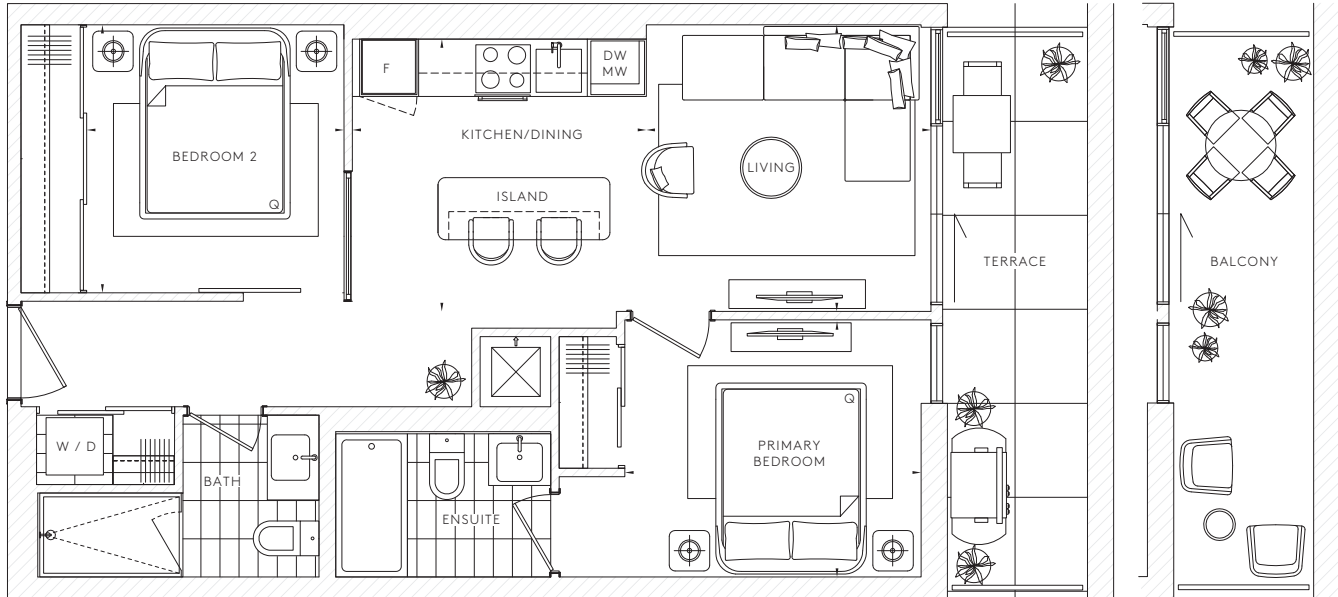 BEDROOM 2
Q
F
DW
MW
KITCHEN/DINING
ISLAND
LIVING
TERRACE
BALCONY
W / D
BATH
ENSUITE
Q
PRIMARY
BEDROOM